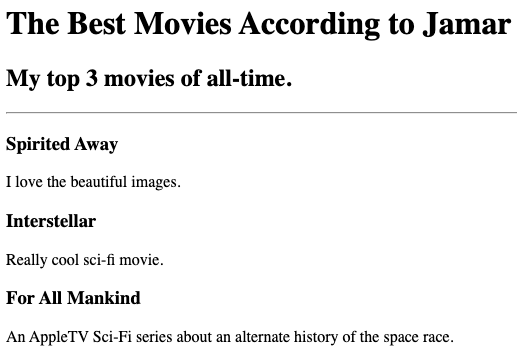 The Best Movies According to Jamar
My top 3 movies of all-time.
Spirited Away
I love the beautiful images.
Interstellar
Really cool sci-fi movie.
For All Mankind
An AppleTV Sci-Fi series about an alternate history of the space race.